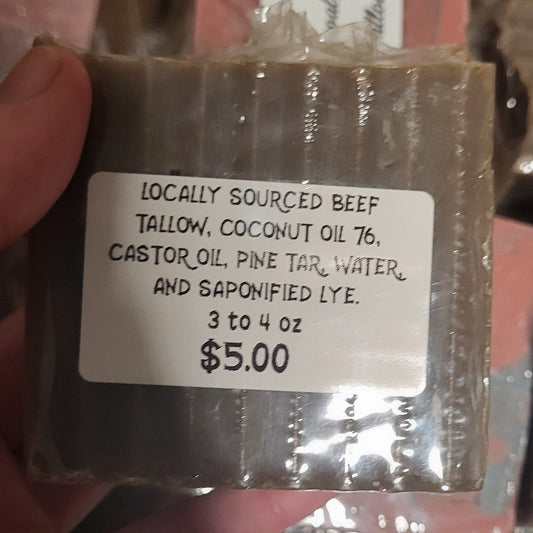 LOCALLY SOURCED BEEF
TALLOW, COCONUT OIL 76,
CASTOR OIL, PINE TAR, WATER,
AND SAPONIFIED LYE.
3 to 4 oz
$5.00